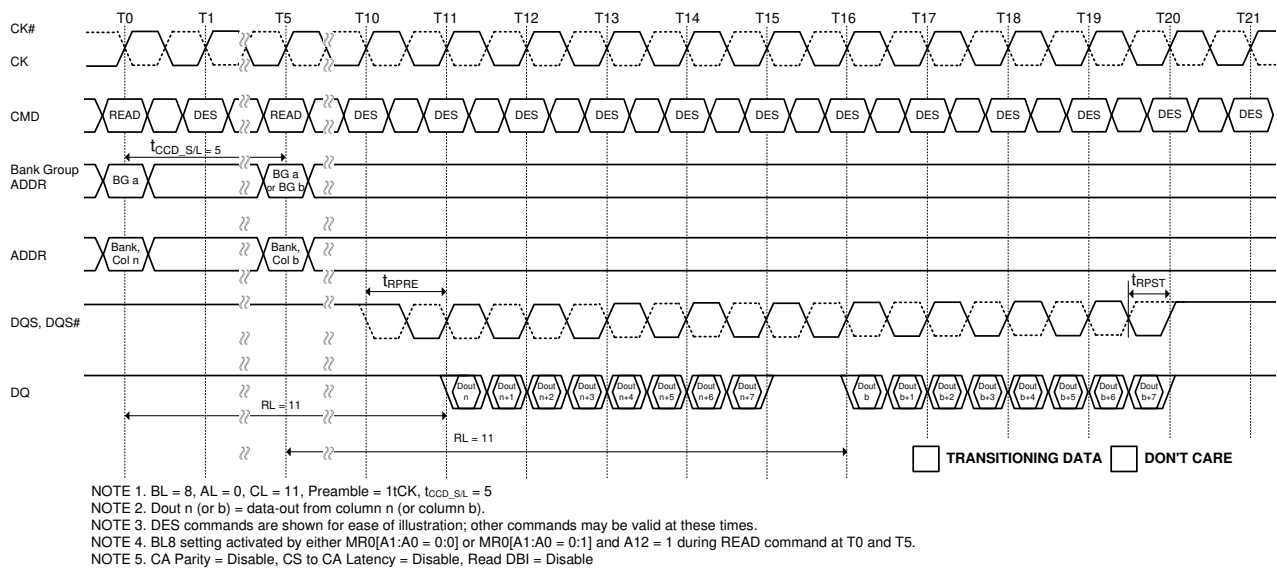 T0 T1 T5 T10 T11 T12 T13 T14 T15 T16 T17 T18 T19 T20 T21
CK#
CK
CMD READ DES READ DES DES DES DES DES DES DES DES DES DES DES DES
tCCD_S/L = 5
Bank Group
ADDR
BG a
BG a
or BG b
ADDR
Bank,
Col n
Bank,
Col b
tRPRE
tRPST
DQS, DQS#
DQ
Dout
n
Dout
n+1
Dout
n+2
Dout
n+3
Dout
n+4
Dout
n+5
Dout
n+6
Dout
n+7
Dout
b
Dout
b+1
Dout
b+2
Dout
b+3
Dout
b+4
Dout
b+5
Dout
b+6
Dout
b+7
RL = 11
RL = 11
TRANSITIONING DATA DON'T CARE
NOTE 1. BL = 8, AL = 0, CL = 11, Preamble = 1tCK, tCCD_S/L = 5
NOTE 2. Dout n (or b) = data-out from column n (or column b).
NOTE 3. DES commands are shown for ease of illustration; other commands may be valid at these times.
NOTE 4. BL8 setting activated by either MR0[A1:A0 = 0:0] or MR0[A1:A0 = 0:1] and A12 = 1 during READ command at T0 and T5.
NOTE 5. CA Parity = Disable, CS to CA Latency = Disable, Read DBI = Disable